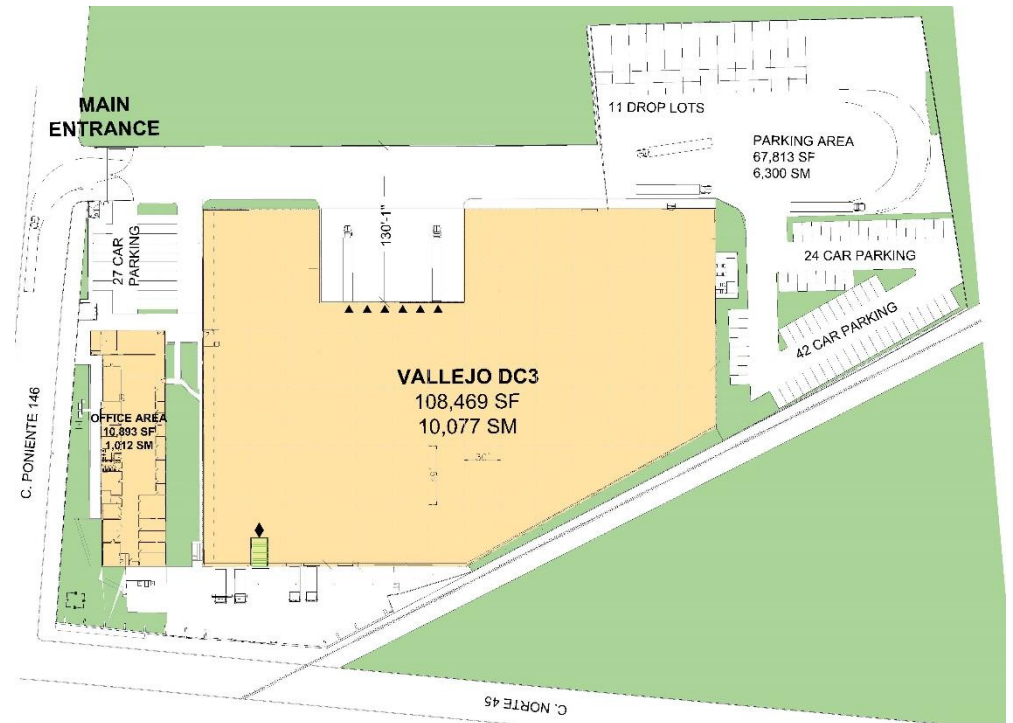 MAIN
ENTRANCE
11 DROP LOTS
PARKING AREA
67,813 SF
6,300 SM
27 CAR
PARKING
130'-1"
24 CAR PARKING
42 CAR PARKING
VALLEJO DC3
108,469 SF
10,077 SM
OFFICE AREA
10,893 SF
1,012 SM
C. PONIENTE 146
C. NORTE 45